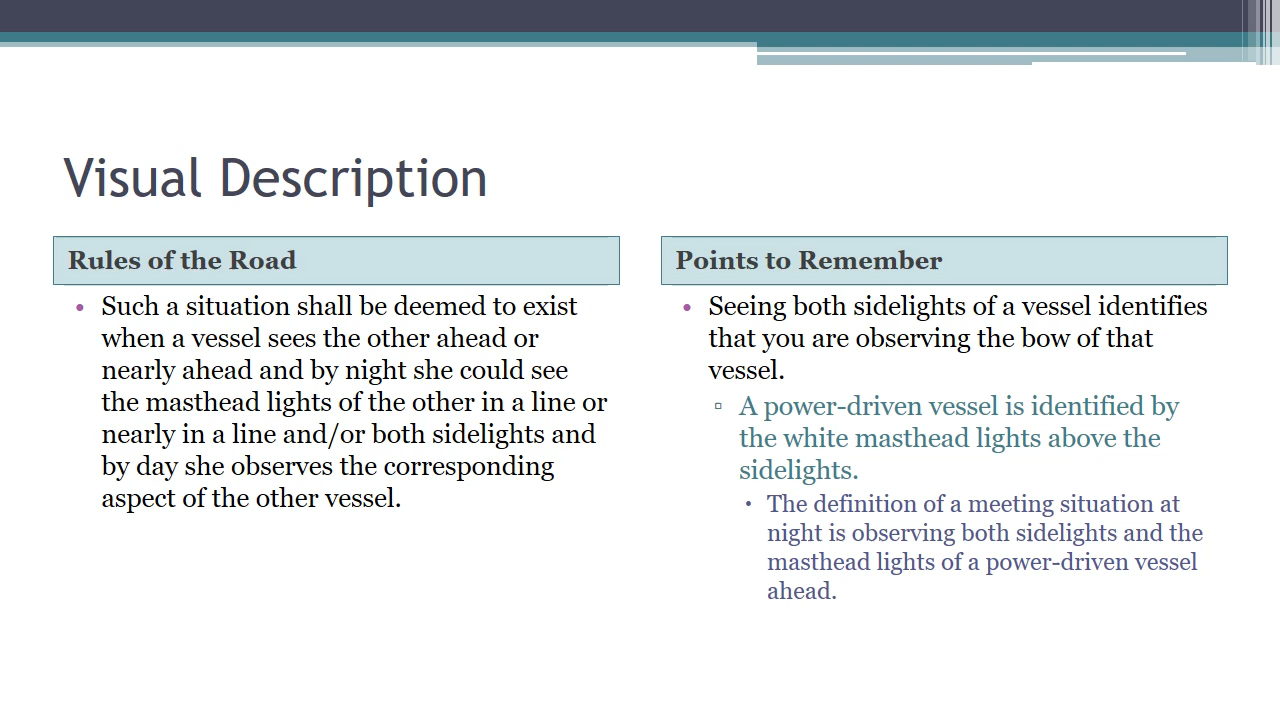 Visual Description
Rules of the Road
• Such a situation shall be deemed to exist
when a vessel sees the other ahead or
nearly ahead and by night she could see
the masthead lights of the other in a line or
nearly in a line and/or both sidelights and
by day she observes the corresponding
aspect of the other vessel.
Points to Remember
• Seeing both sidelights of a vessel identifies
that you are observing the bow of that
vessel.
▫ A power-driven vessel is identified by
the white masthead lights above the
sidelights.
• The definition of a meeting situation at
night is observing both sidelights and the
masthead lights of a power-driven vessel
ahead.